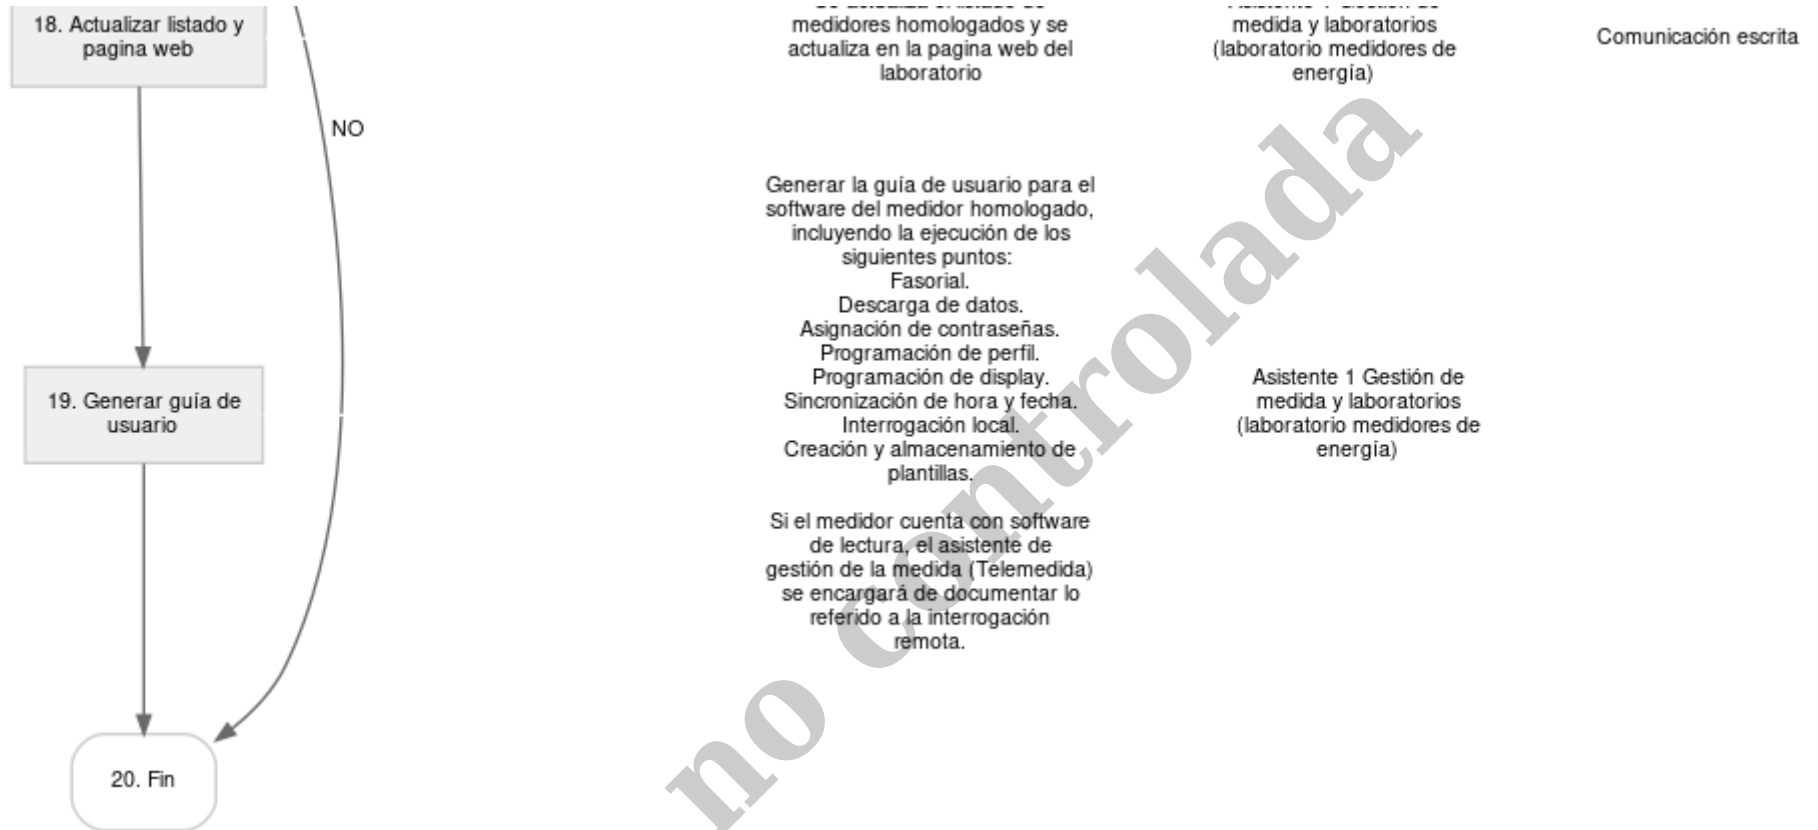 18. Actualizar listado y
pagina web
medidores homologados y se
actualiza en la pagina web del
laboratorio
medida y laboratorios
(laboratorio medidores de
energía)
Comunicación escrita
NO
Generar la guía de usuario para el
software del medidor homologado,
incluyendo la ejecución de los
siguientes puntos:
Fasorial.
Descarga de datos.
Asignación de contraseñas.
Programación de perfil.
Programación de display.
Sincronización de hora y fecha.
Interrogación local.
Creación y almacenamiento de
plantillas.
Si el medidor cuenta con software
de lectura, el asistente de
gestión de la medida (Telemedida)
se encargará de documentar lo
referido a la interrogación
remota.
19. Generar guía de
usuario
Asistente 1 Gestión de
medida y laboratorios
(laboratorio medidores de
energía)
20. Fin
no controlada